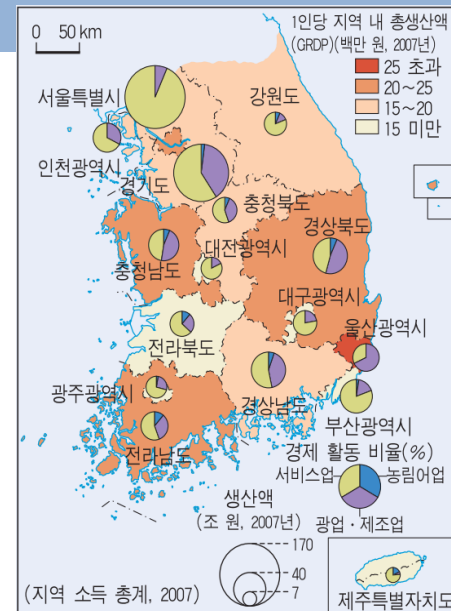 0 50 km
1인당 지역 내 총생산액
(GRDP)(백만 원, 2007년)
25 초과
20~25
15~20
15 미만
서울특별시
강원도
인천광역시
경기도
충청북도
경상북도
대전광역시
충청남도
대구광역시
울산광역시
전라북도
광주광역시
경상남도
부산광역시
전라남도
경제 활동 비율(%)
서비스업
농림어업
광업·제조업
생산액
(조 원, 2007년)
170
40
7
(지역 소득 총계, 2007)
제주특별자치도